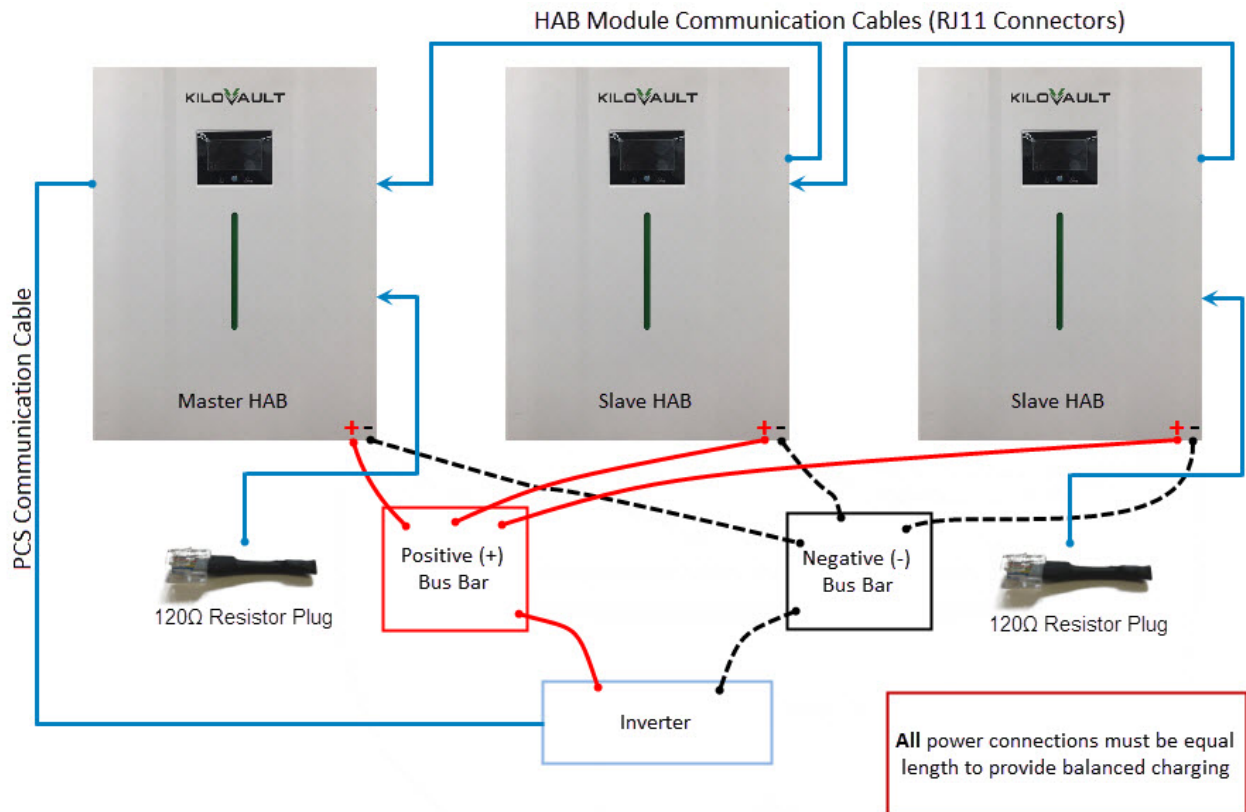 HAB Module Communication Cables (RJ11 Connectors)
KILOVAULT
KILOVAULT
KILOVAULT
PCS Communication Cable
Master HAB
Slave HAB
Slave HAB
+ -
+ -
+ -
Positive (+)
Bus Bar
Negative (-)
Bus Bar
120Ω Resistor Plug
120Ω Resistor Plug
Inverter
All power connections must be equal
length to provide balanced charging